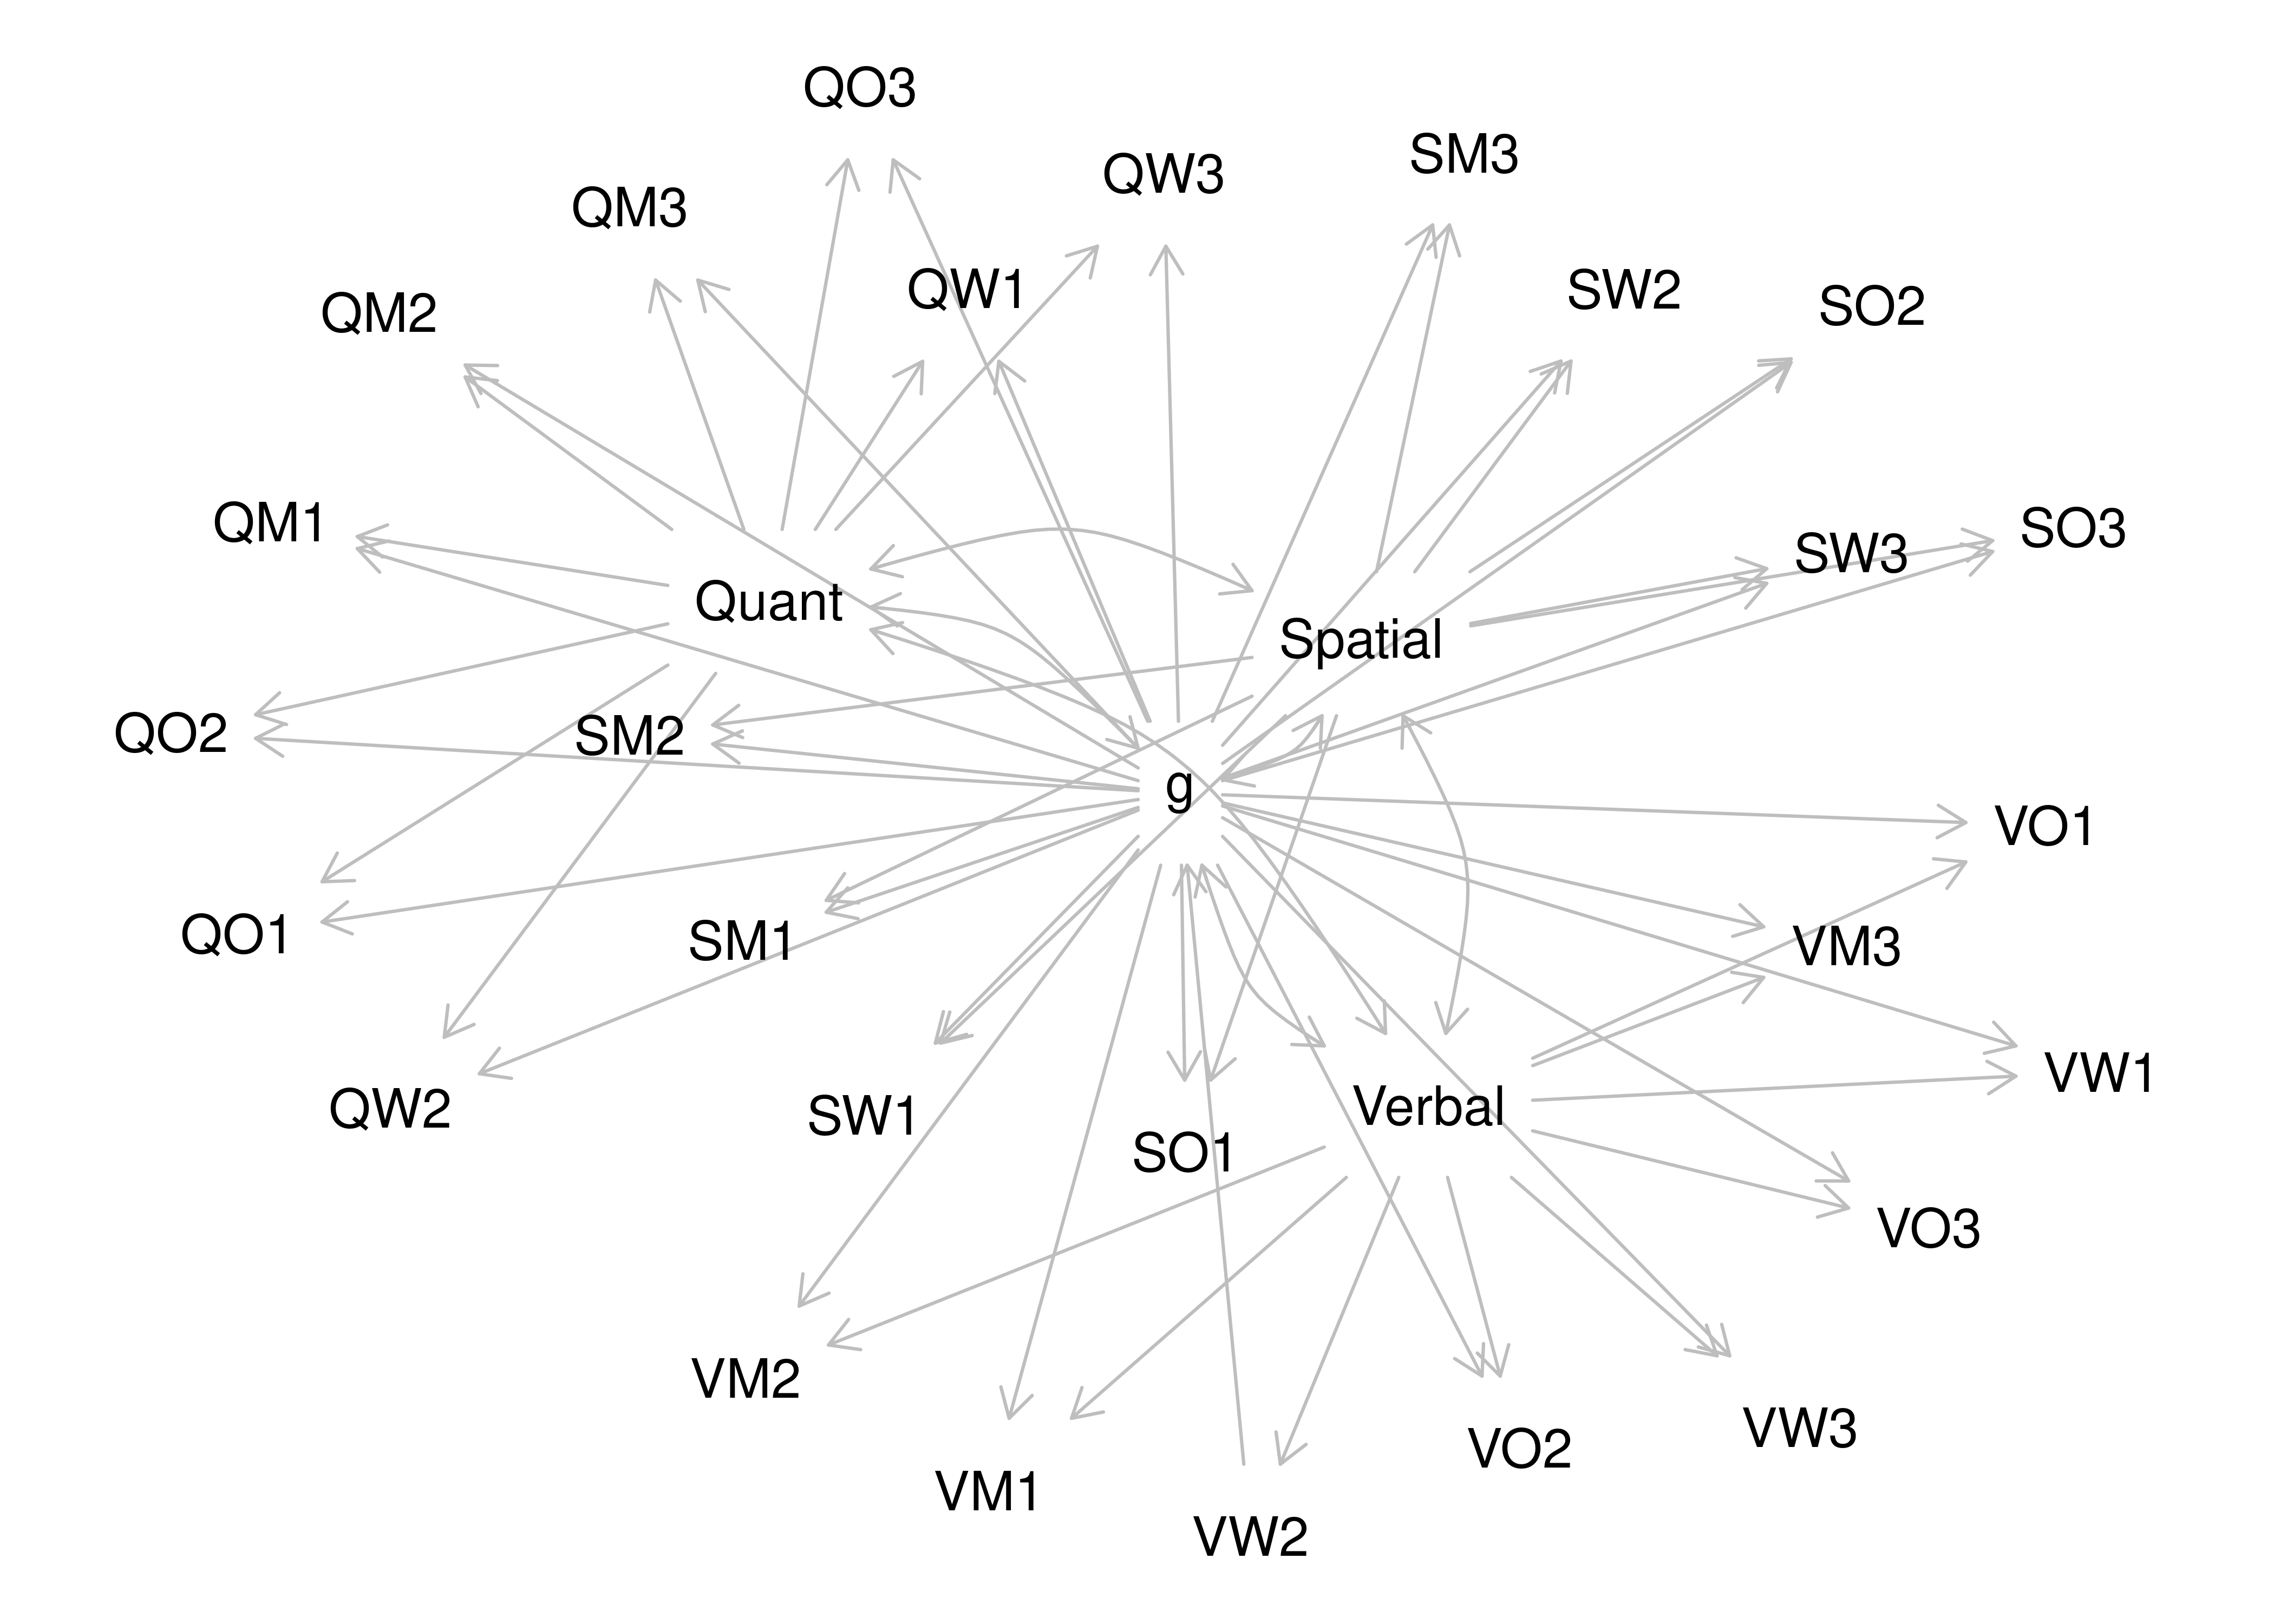 QO3
SM3
QW3
QM3
QW1
SW2
SO2
QM2
QM1
SO3
SW3
Quant
Spatial
QO2
SM2
g
VO1
QO1
SM1
VM3
VW1
QW2
SW1
Verbal
SO1
VO3
VM2
VW3
VO2
VM1
VW2